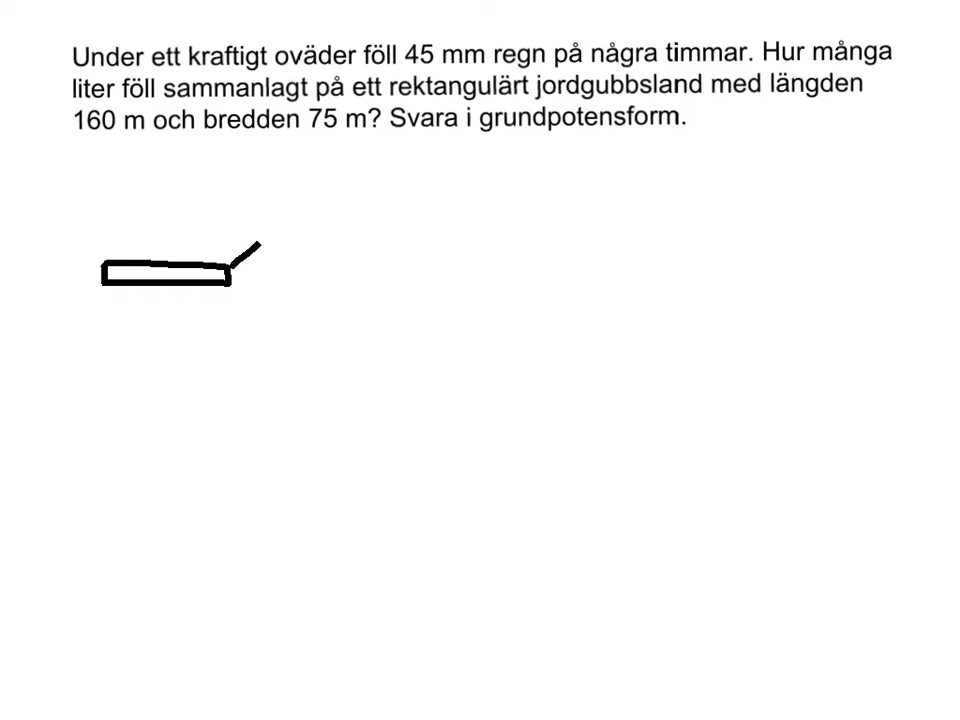 Under ett kraftigt oväder föll 45 mm regn på några timmar. Hur många
liter föll sammanlagt på ett rektangulärt jordgubbsland med längden
160 m och bredden 75 m? Svara i grundpotensform.